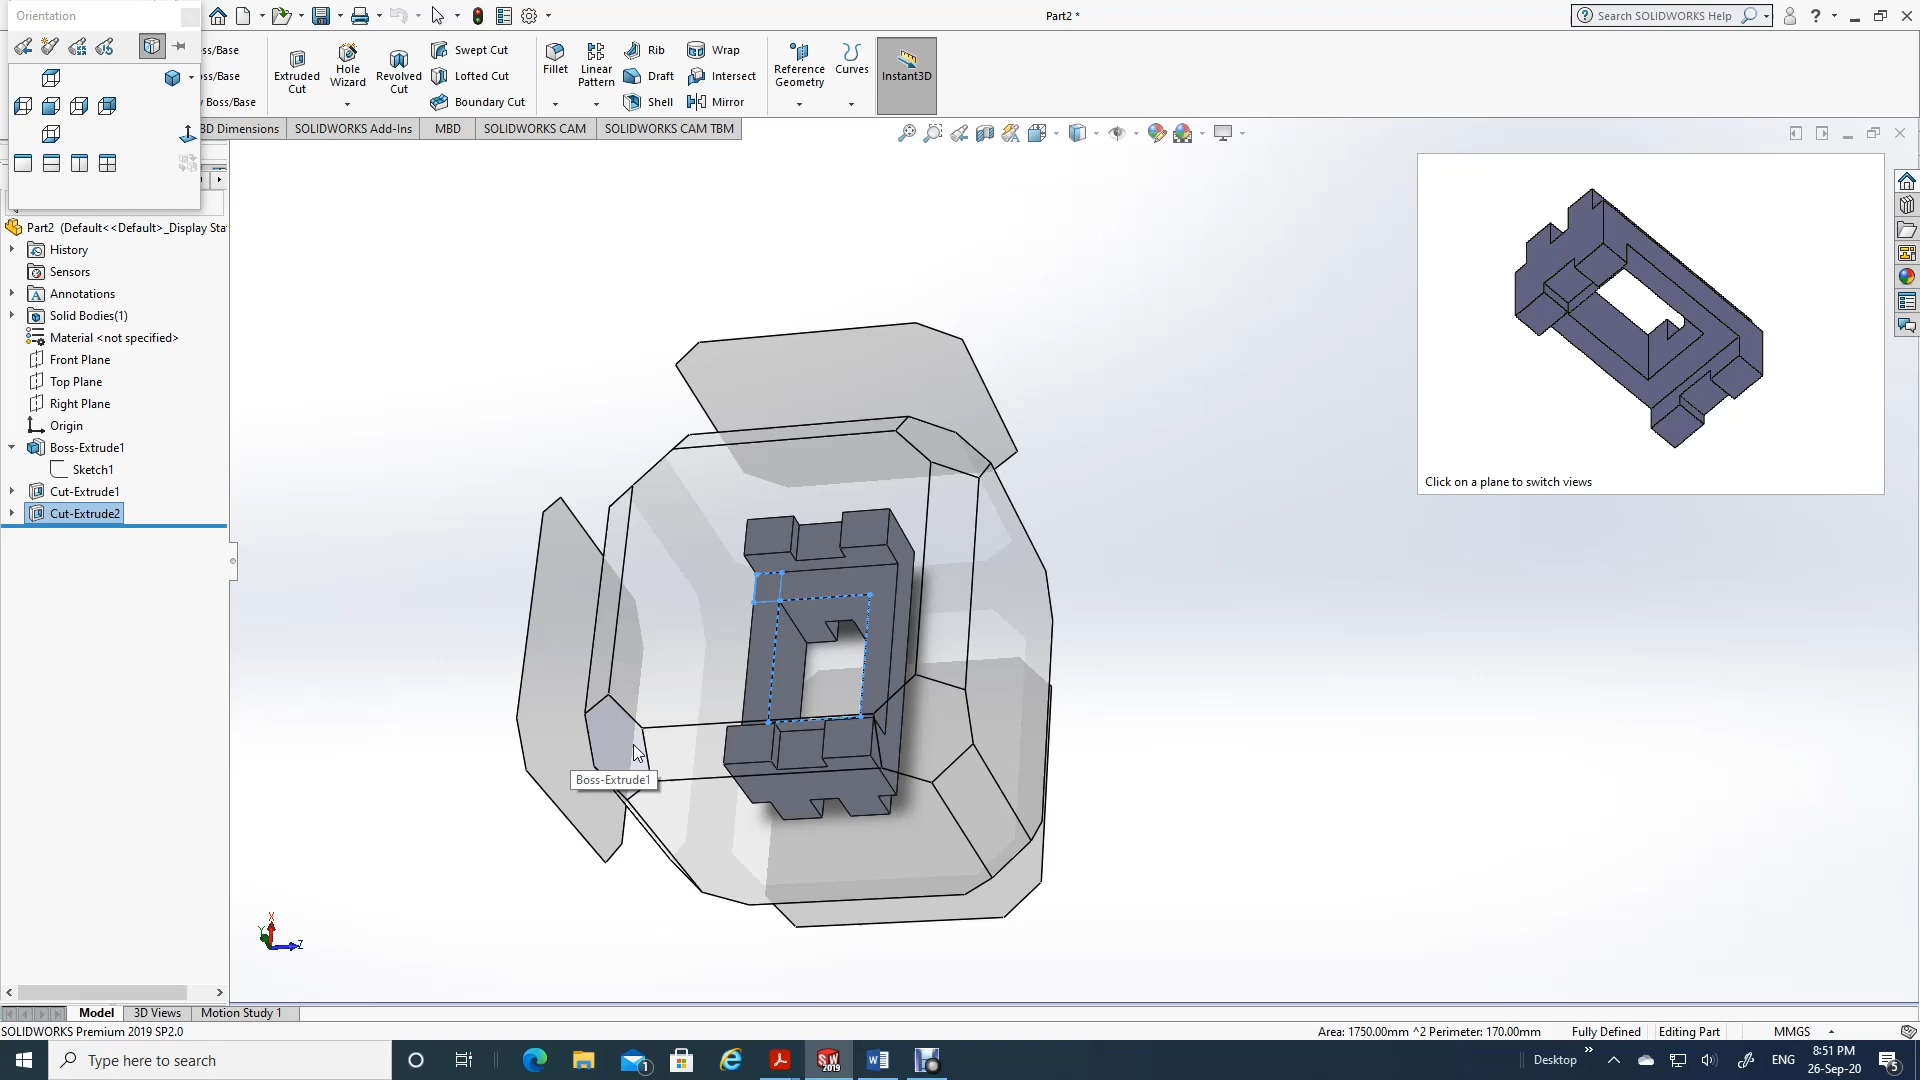 Orientation
Part2 *
Search SOLIDWORKS Help
ss/Base
ss/Base
Boss/Base
Extruded Cut
Hole Wizard
Revolved Cut
Swept Cut
Lofted Cut
Boundary Cut
Fillet
Linear Pattern
Rib
Draft
Shell
Wrap
Intersect
Mirror
Reference Geometry
Curves
Instant3D
3D Dimensions
SOLIDWORKS Add-Ins
MBD
SOLIDWORKS CAM
SOLIDWORKS CAM TBM
Part2 (Default<<Default>_Display Sta
History
Sensors
Annotations
Solid Bodies(1)
Material <not specified>
Front Plane
Top Plane
Right Plane
Origin
Boss-Extrude1
Sketch1
Cut-Extrude1
Cut-Extrude2
Click on a plane to switch views
Boss-Extrude1
X
Y
Z
Model
3D Views
Motion Study 1
SOLIDWORKS Premium 2019 SP2.0
Area: 1750.00mm ^2 Perimeter: 170.00mm
Fully Defined
Editing Part
MMGS
Type here to search
1
SW
2019
Desktop
ENG
8:51 PM
26-Sep-20
5